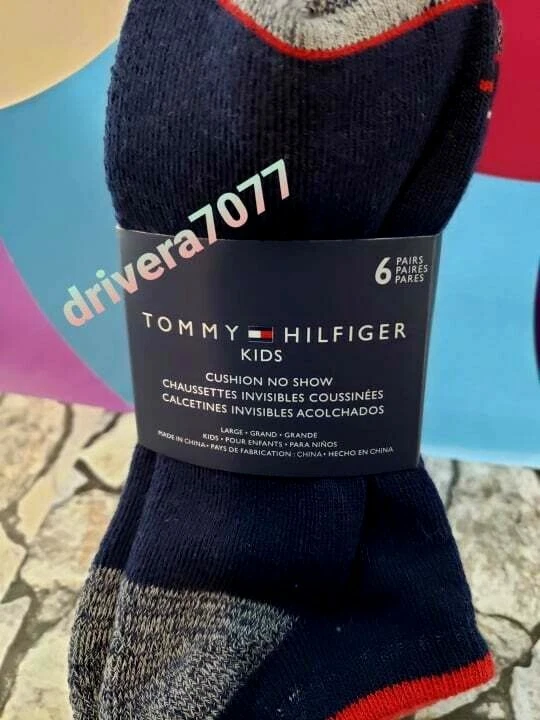 drivera7077
6 PAIRS
PAIRES
PARES
TOMMY HILFIGER
KIDS
CUSHION NO SHOW
CHAUSSETTES INVISIBLES COUSSINÉES
CALCETINES INVISIBLES ACOLCHADOS
LARGE • GRAND • GRANDE
KIDS • POUR ENFANTS • PARA NIÑOS
MADE IN CHINA • PAYS DE FABRICATION : CHINA • HECHO EN CHINA